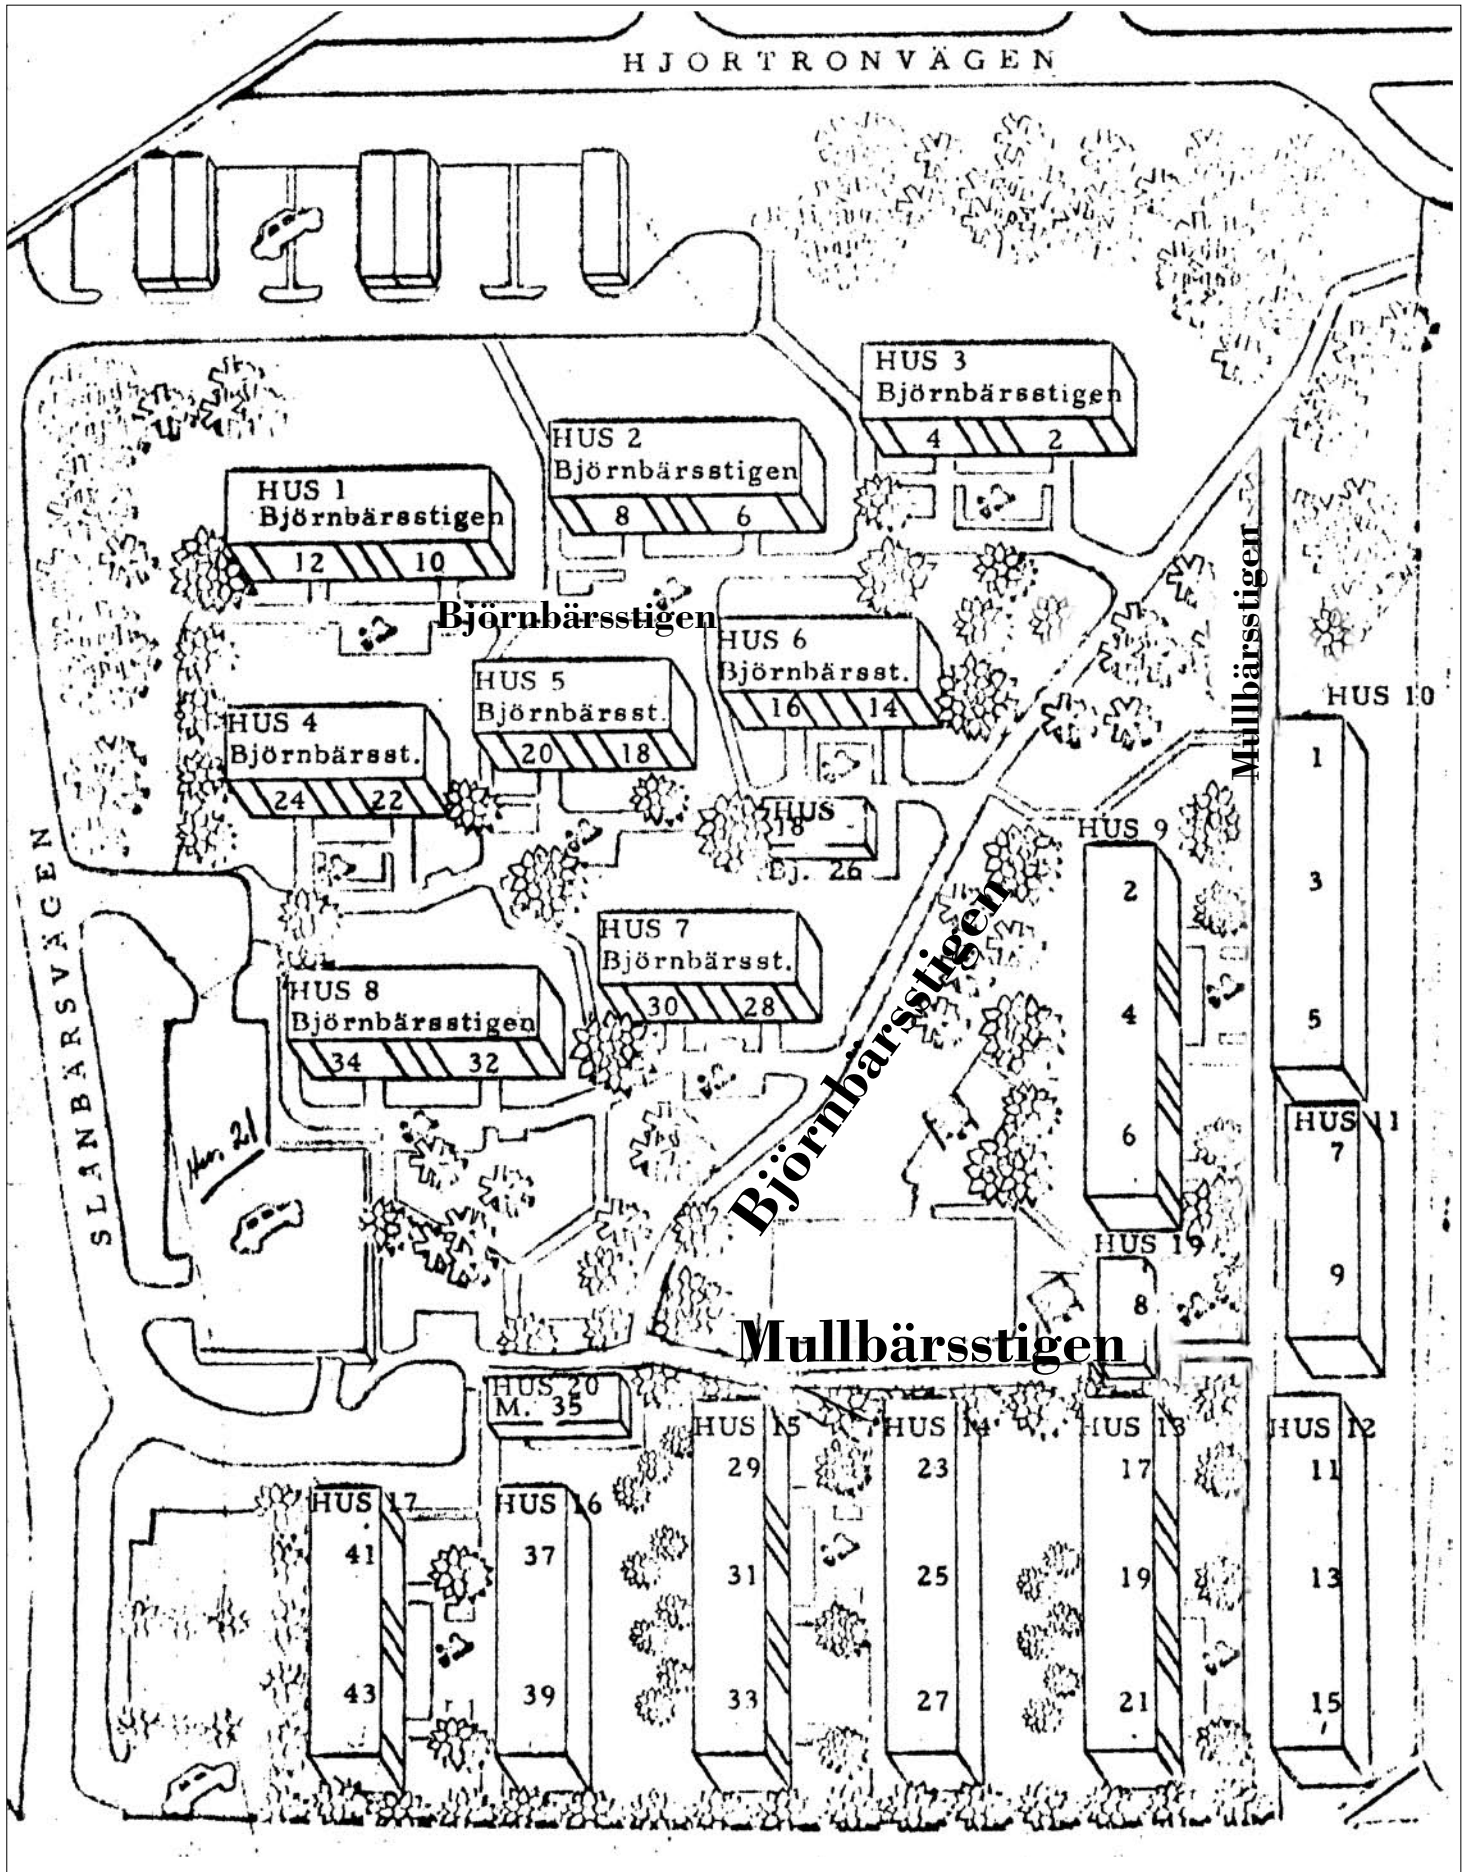 HJORTRONVÄGEN
HUS 3
Björnbärsstigen
4 2
HUS 2
Björnbärsstigen
8 6
HUS 1
Björnbärsstigen
12 10
Björnbärsstigen
Mullbärsstigen
HUS 6
Björnbärsst.
16 14
HUS 5
Björnbärsst.
20 18
HUS 4
Björnbärsst.
24 22
HUS 10
1
3
5
HUS
18
Bj. 26
HUS 9
2
4
6
SLÅNBÄRSVÄGEN
Björnbärsstigen
HUS 7
Björnbärsst.
30 28
HUS 8
Björnbärsstigen
34 32
HUS 11
7
9
Hus 21
HUS 19
8
Mullbärsstigen
HUS 20
M. 35
HUS 15
29
31
33
HUS 14
23
25
27
HUS 13
17
19
21
HUS 12
11
13
15
HUS 17
41
43
HUS 16
37
39